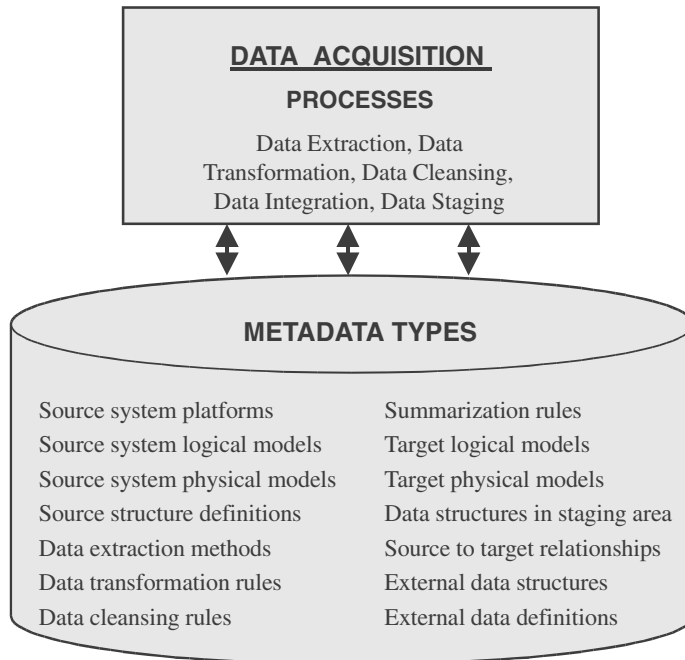 DATA ACQUISITION
PROCESSES
Data Extraction, Data
Transformation, Data Cleansing,
Data Integration, Data Staging
METADATA TYPES
Source system platforms
Source system logical models
Source system physical models
Source structure definitions
Data extraction methods
Data transformation rules
Data cleansing rules
Summarization rules
Target logical models
Target physical models
Data structures in staging area
Source to target relationships
External data structures
External data definitions